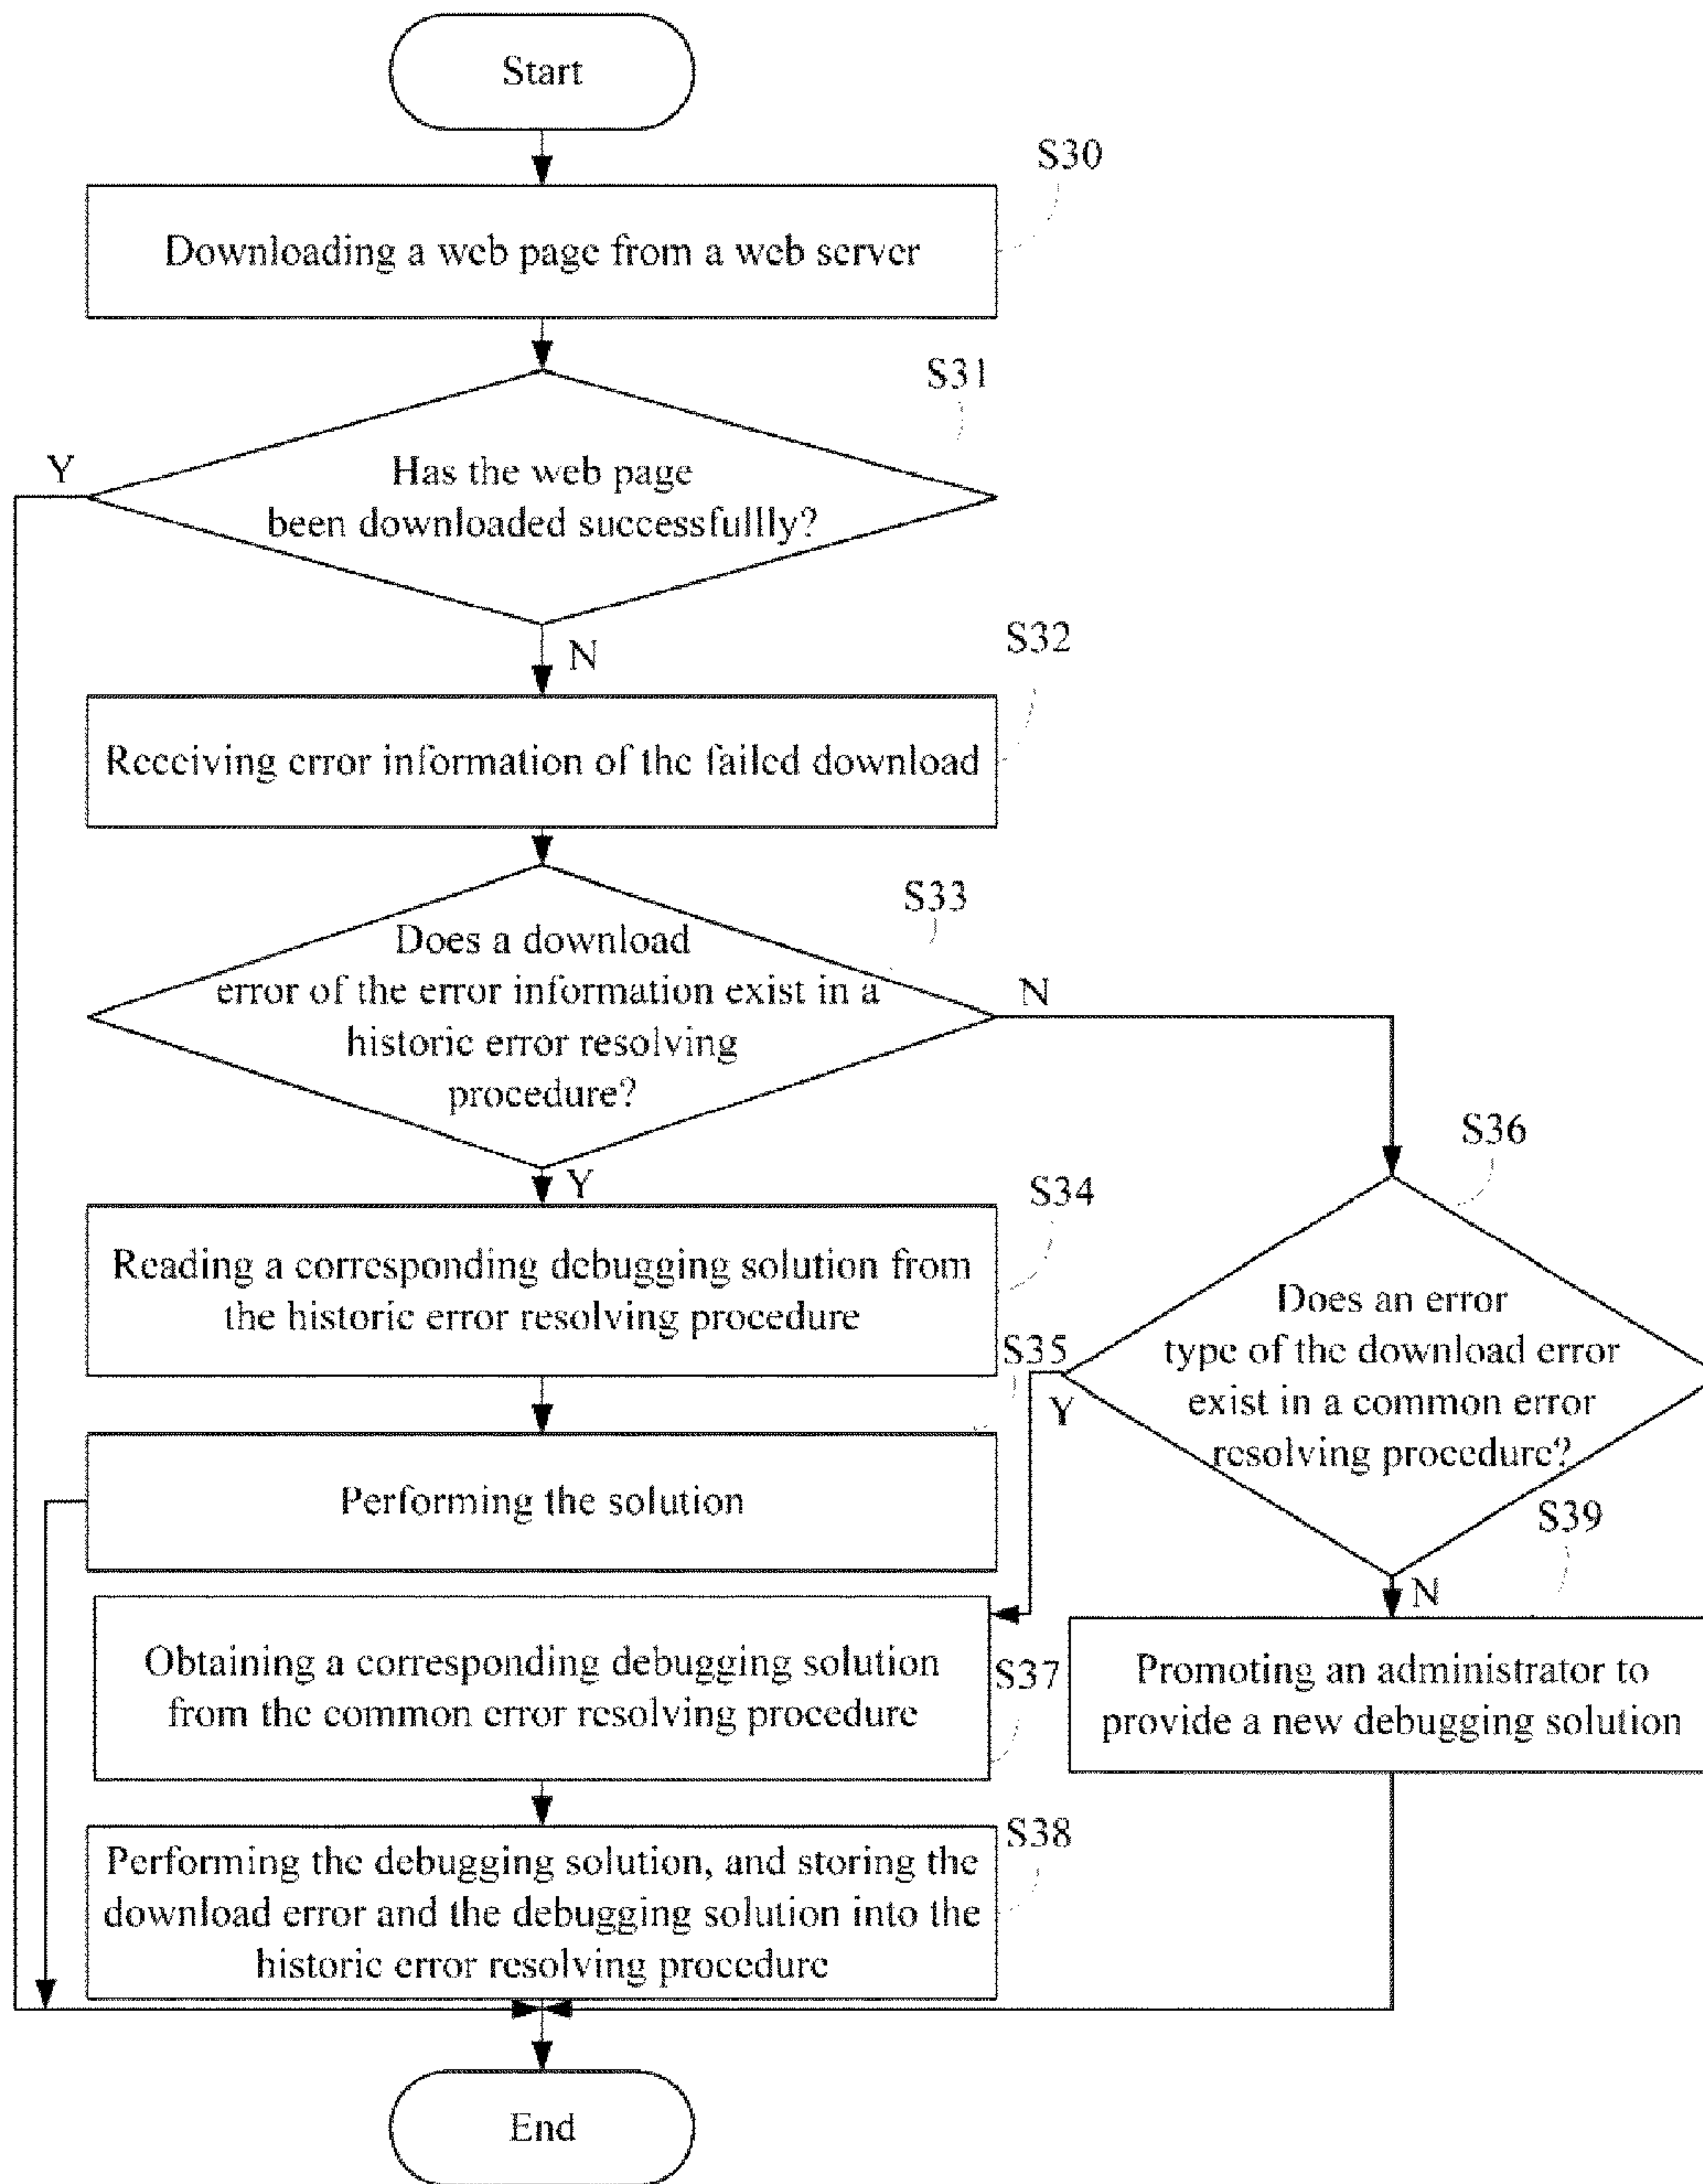 Start
S30
Downloading a web page from a web server
S31
Y
Has the web page
been downloaded successfullly?
N
S32
Receiving error information of the failed download
S33
Does a download
error of the error information exist in a
historic error resolving
procedure?
N
Y
S34
Reading a corresponding debugging solution from
the historic error resolving procedure
S36
Does an error
type of the download error
exist in a common error
resolving procedure?
Y
S35
Performing the solution
N
S39
Promoting an administrator to
provide a new debugging solution
Obtaining a corresponding debugging solution
from the common error resolving procedure
S37
S38
Performing the debugging solution, and storing the
download error and the debugging solution into the
historic error resolving procedure
End